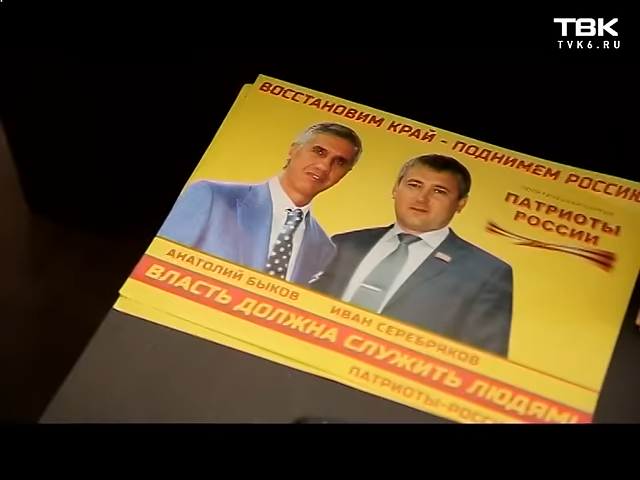 ТВК
TVK6.RU
ВОССТАНОВИМ КРАЙ - ПОДНИМЕМ РОССИЮ
ПАТРИОТЫ
РОССИИ
АНАТОЛИЙ БЫКОВ
ИВАН СЕРЕБРЯКОВ
ВЛАСТЬ ДОЛЖНА СЛУЖИТЬ ЛЮДЯМ!
ПАТРИОТЫ-РОССИ